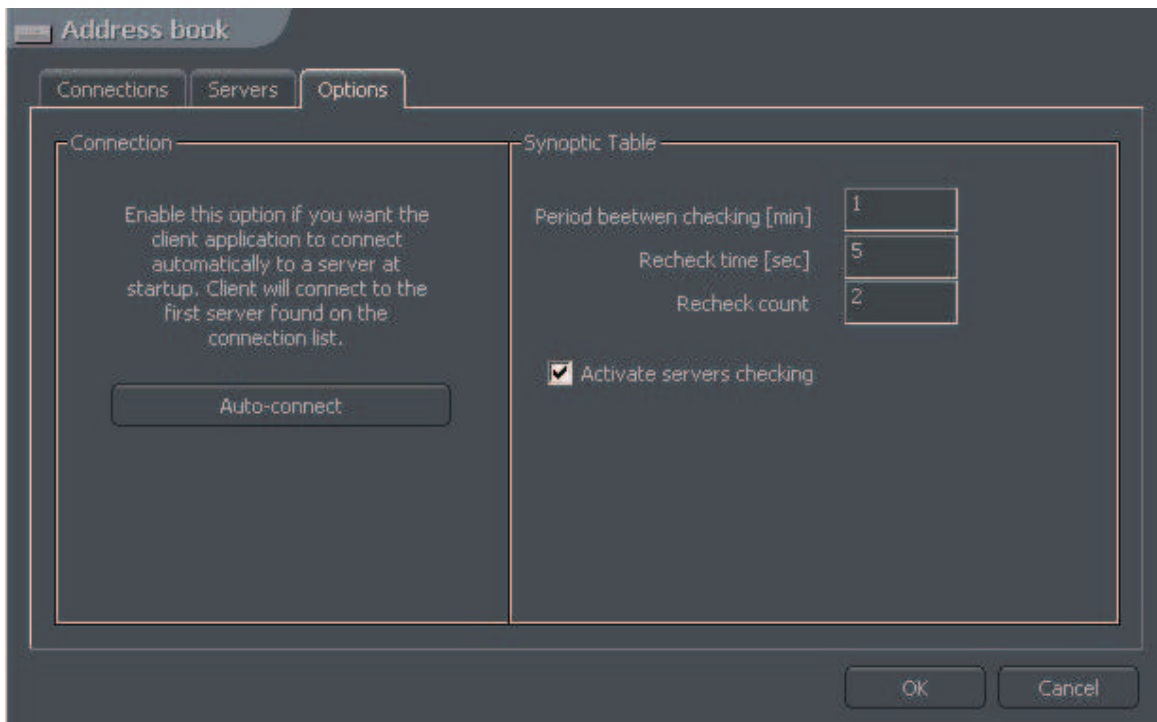 Address book
Connections
Servers
Options
Connection
Enable this option if you want the
client application to connect
automatically to a server at
startup. Client will connect to the
first server found on the
connection list.
Auto-connect
Synoptic Table
Period beetwen checking [min]
1
Recheck time [sec]
5
Recheck count
2
Activate servers checking
OK
Cancel